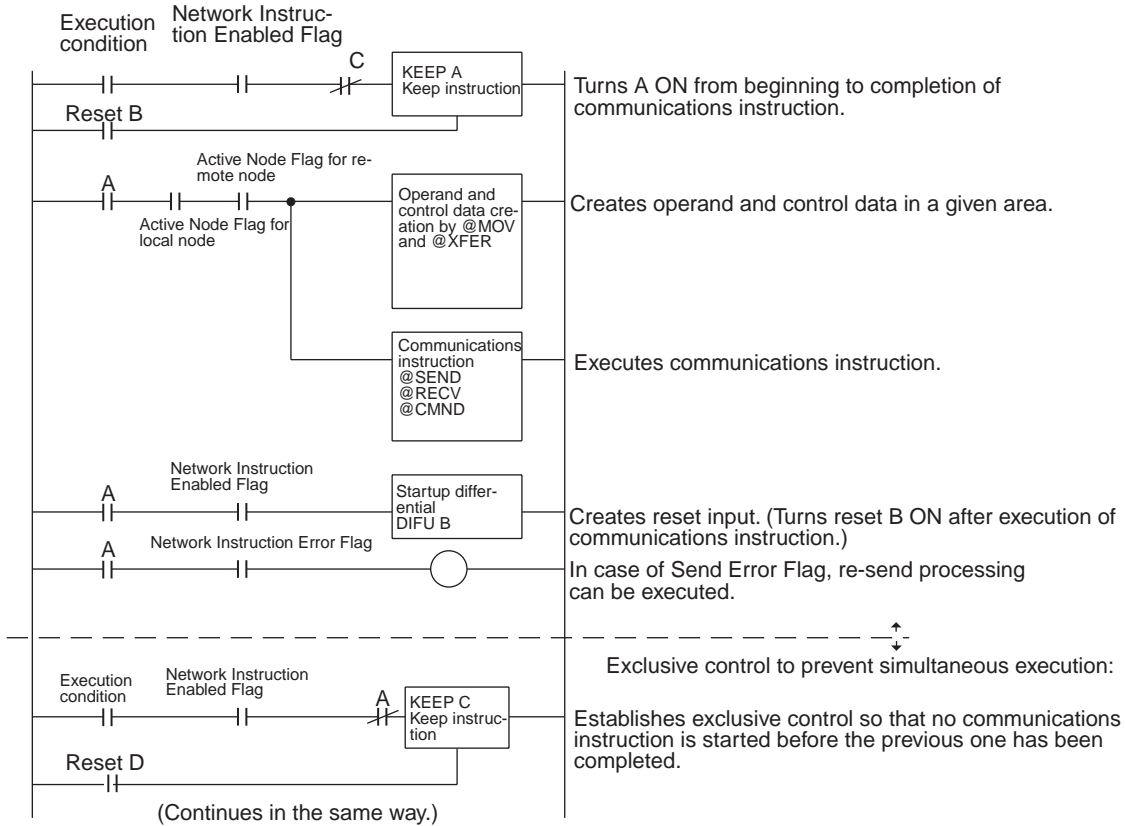 Execution
condition
Network Instruc-
tion Enabled Flag
C
KEEP A
Keep instruction
Turns A ON from beginning to completion of
communications instruction.
Reset B
Active Node Flag for re-
mote node
A
Active Node Flag for
local node
Operand and
control data cre-
ation by @MOV
and @XFER
Creates operand and control data in a given area.
Communications
instruction
@SEND
@RECV
@CMND
Executes communications instruction.
Network Instruction
Enabled Flag
A
Startup differ-
ential
DIFU B
Creates reset input. (Turns reset B ON after execution of
communications instruction.)
A
Network Instruction Error Flag
In case of Send Error Flag, re-send processing
can be executed.
Exclusive control to prevent simultaneous execution:
Execution
condition
Network Instruction
Enabled Flag
A
KEEP C
Keep instruc-
tion
Establishes exclusive control so that no communications
instruction is started before the previous one has been
completed.
Reset D
(Continues in the same way.)